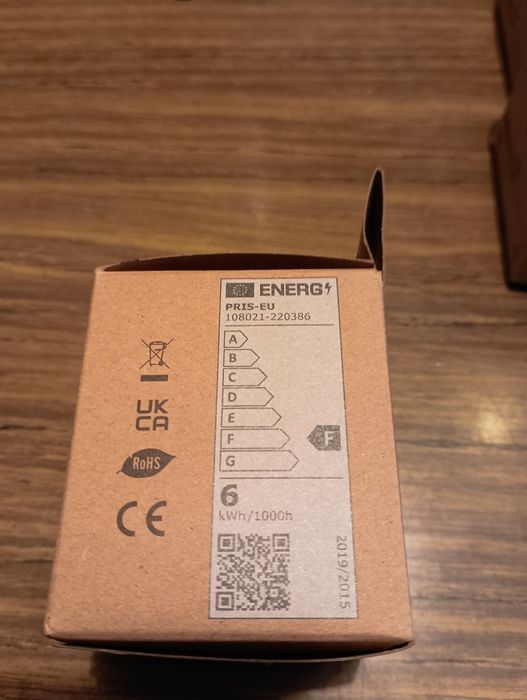 ENERG
PRIS-EU
108021-220386
A
B
C
D
E
F
F
G
6
kWh/1000h
2019/2015
UK
CA
RoHS
CE